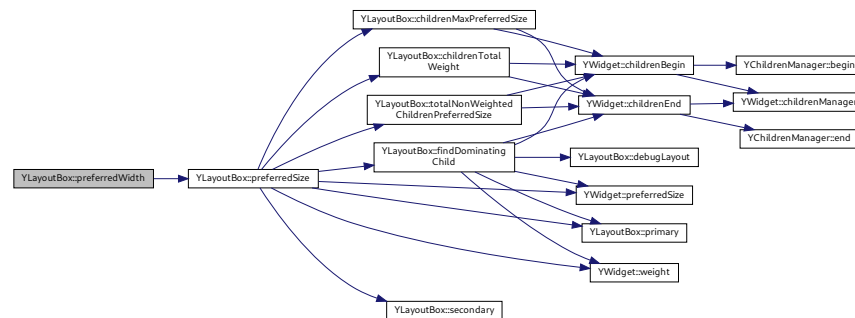 YLayoutBox::preferredWidth
YLayoutBox::preferredSize
YLayoutBox::childrenMaxPreferredSize
YLayoutBox::childrenTotal
Weight
YLayoutBox::totalNonWeighted
ChildrenPreferredSize
YLayoutBox::findDominating
Child
YLayoutBox::secondary
YWidget::childrenBegin
YWidget::childrenEnd
YLayoutBox::debugLayout
YWidget::preferredSize
YLayoutBox::primary
YWidget::weight
YChildrenManager::begin
YWidget::childrenManager
YChildrenManager::end